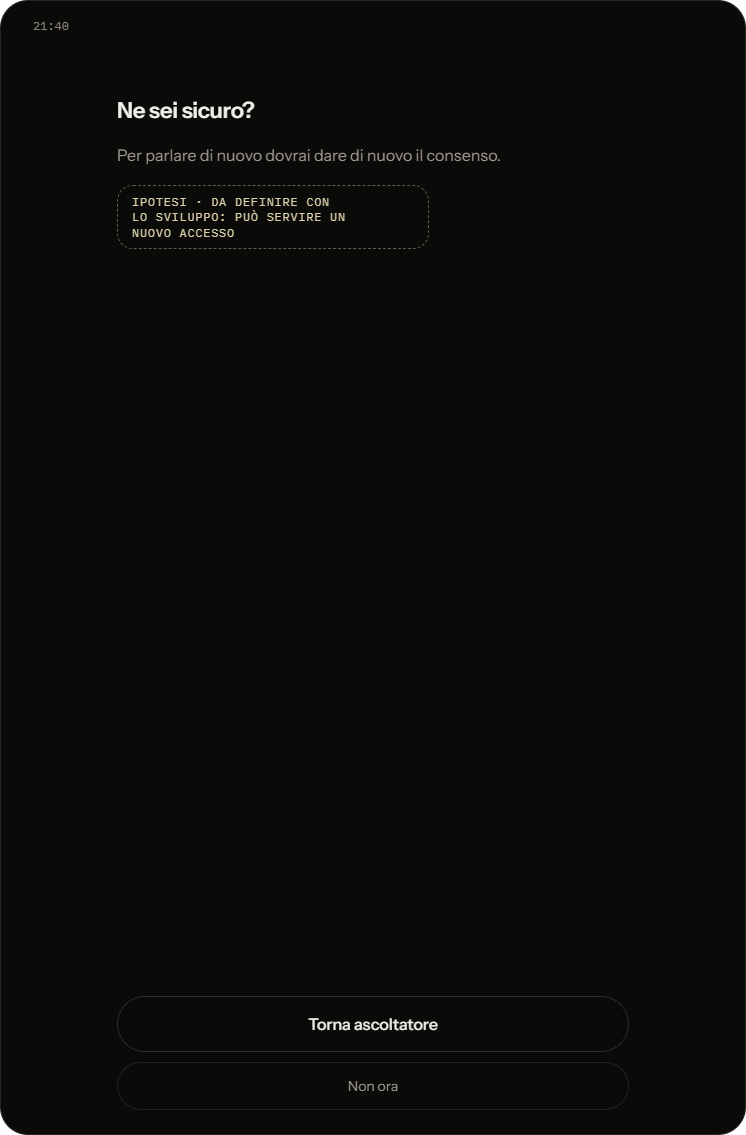 21:40
Ne sei sicuro?
Per parlare di nuovo dovrai dare di nuovo il consenso.
IPOTESI · DA DEFINIRE CON
LO SVILUPPO: PUÒ SERVIRE UN
NUOVO ACCESSO
Torna ascoltatore
Non ora